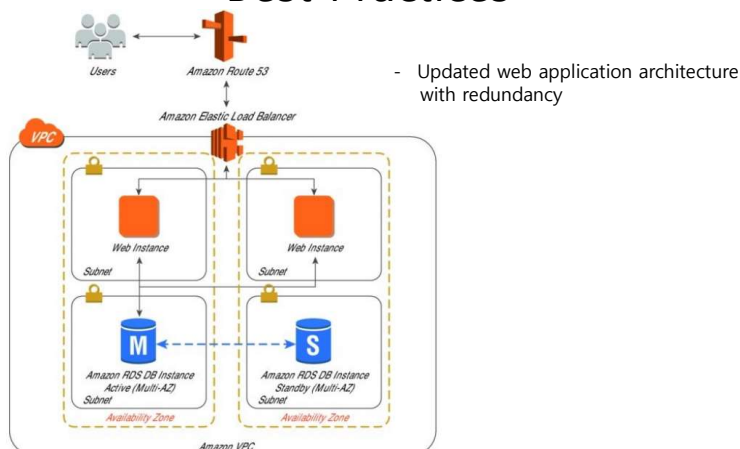 Best Practices
Users
Amazon Route 53
- Updated web application architecture
with redundancy
Amazon Elastic Load Balancer
VPC
Web Instance
Web Instance
Subnet
Subnet
M
S
Amazon RDS DB Instance
Active (Multi-AZ)
Amazon RDS DB Instance
Standby (Multi-AZ)
Subnet
Subnet
Availability Zone
Availability Zone
Amazon VPC